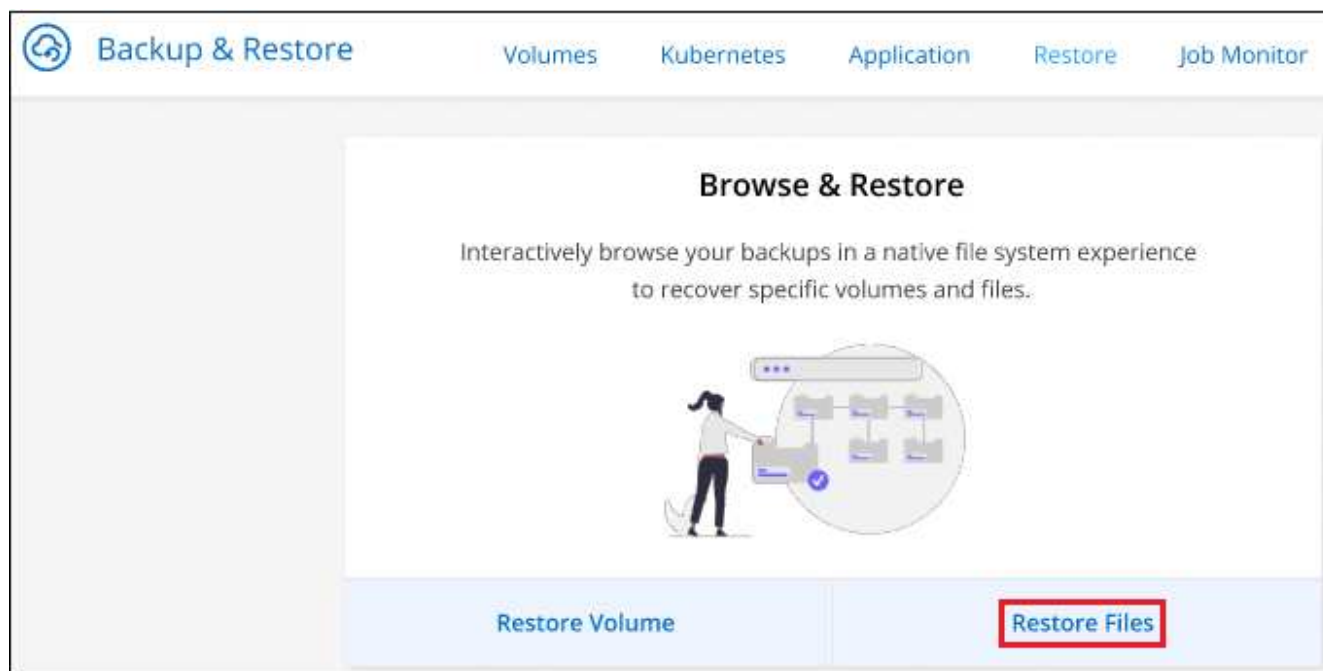 Backup & Restore Volumes Kubernetes Application Restore Job Monitor
Browse & Restore
Interactively browse your backups in a native file system experience
to recover specific volumes and files.
Restore Volume Restore Files